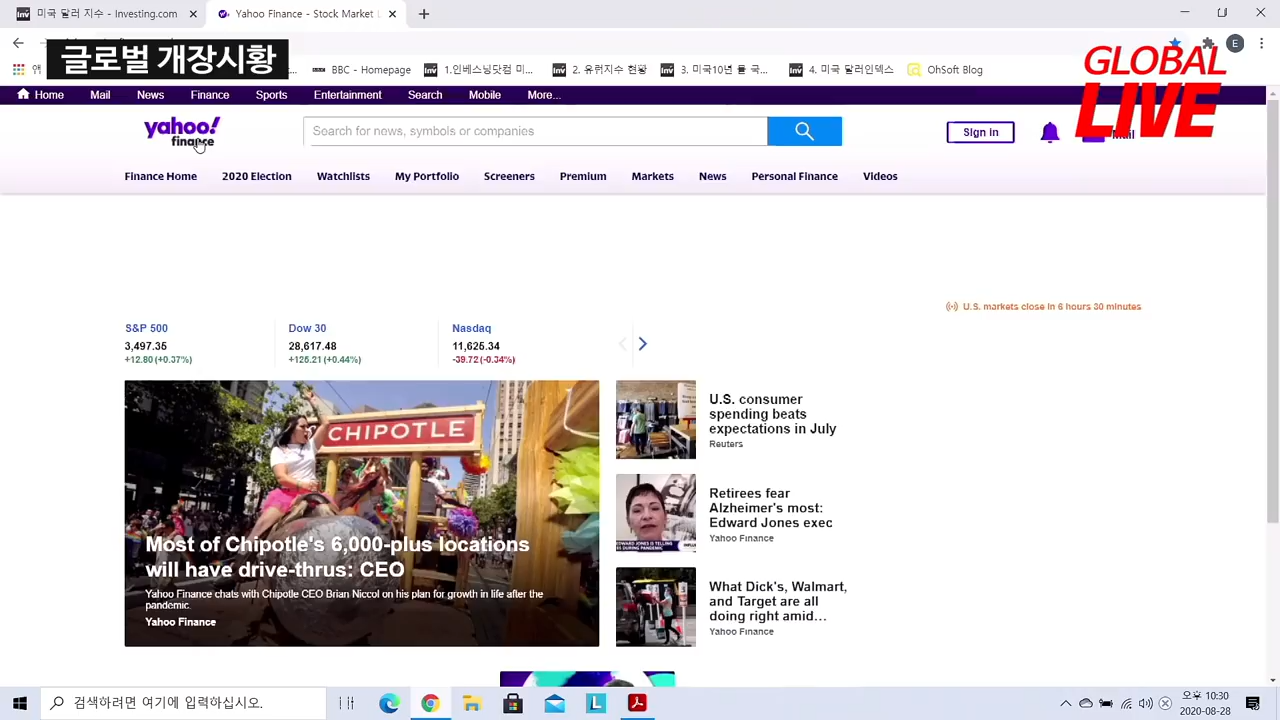 미국 달러 지수 - Investing.com
Yahoo Finance - Stock Market L
글로벌 개장시황
BBC - Homepage
1.인베스팅닷컴 미...
2. 유럽지수 현황
3. 미국10년 물 국...
4. 미국 달러인덱스
OhSoft Blog
E
GLOBAL
LIVE
Home
Mail
News
Finance
Sports
Entertainment
Search
Mobile
More...
yahoo!
finance
Search for news, symbols or companies
Sign in
Mail
Finance Home
2020 Election
Watchlists
My Portfolio
Screeners
Premium
Markets
News
Personal Finance
Videos
U.S. markets close in 6 hours 30 minutes
S&P 500
3,497.35
+12.80 (+0.37%)
Dow 30
28,617.48
+125.21 (+0.44%)
Nasdaq
11,625.34
-39.72 (-0.34%)
CHIPOTLE
Most of Chipotle's 6,000-plus locations
will have drive-thrus: CEO
Yahoo Finance chats with Chipotle CEO Brian Niccol on his plan for growth in life after the
pandemic.
Yahoo Finance
U.S. consumer
spending beats
expectations in July
Reuters
Retirees fear
Alzheimer's most:
Edward Jones exec
Yahoo Finance
What Dick's, Walmart,
and Target are all
doing right amid...
Yahoo Finance
검색하려면 여기에 입력하십시오.
오후 10:30
2020-08-28